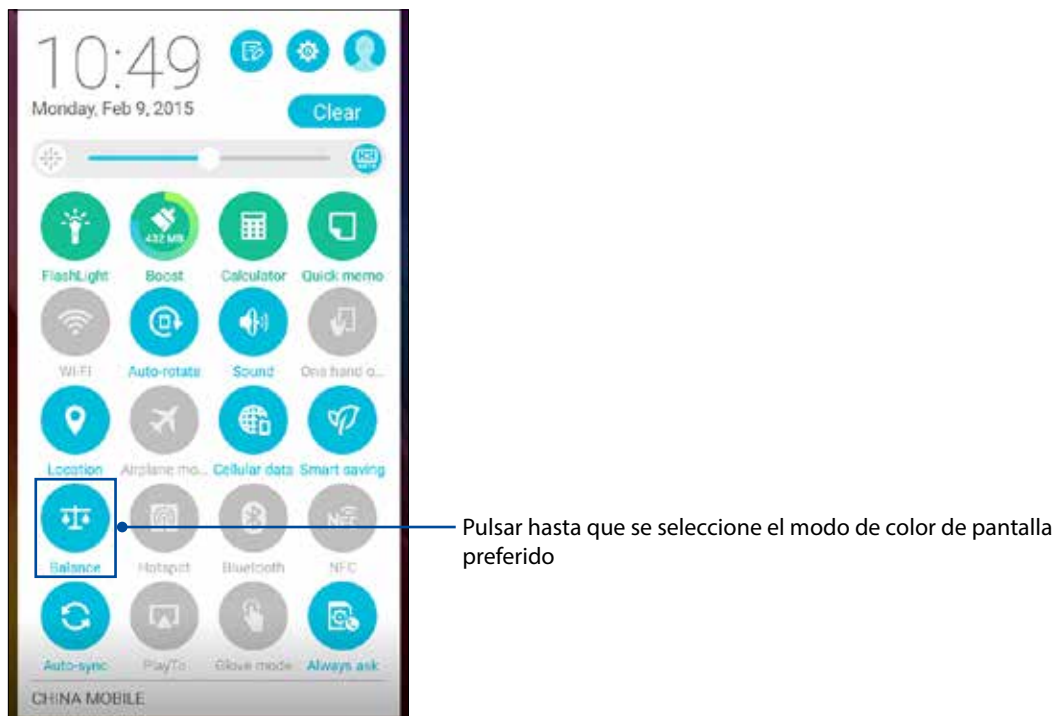 10:49
Monday, Feb 9, 2015
Clear
432 MB
FlashLight Boost Calculator Quick memo
Wi-Fi Auto-rotate Sound One hand o...
Location Airplane mo... Cellular data Smart saving
NFC
Balance Hotspot Bluetooth NFC
Auto-sync PlayTo Glove mode Always ask
CHINA MOBILE
Pulsar hasta que se seleccione el modo de color de pantalla
preferido